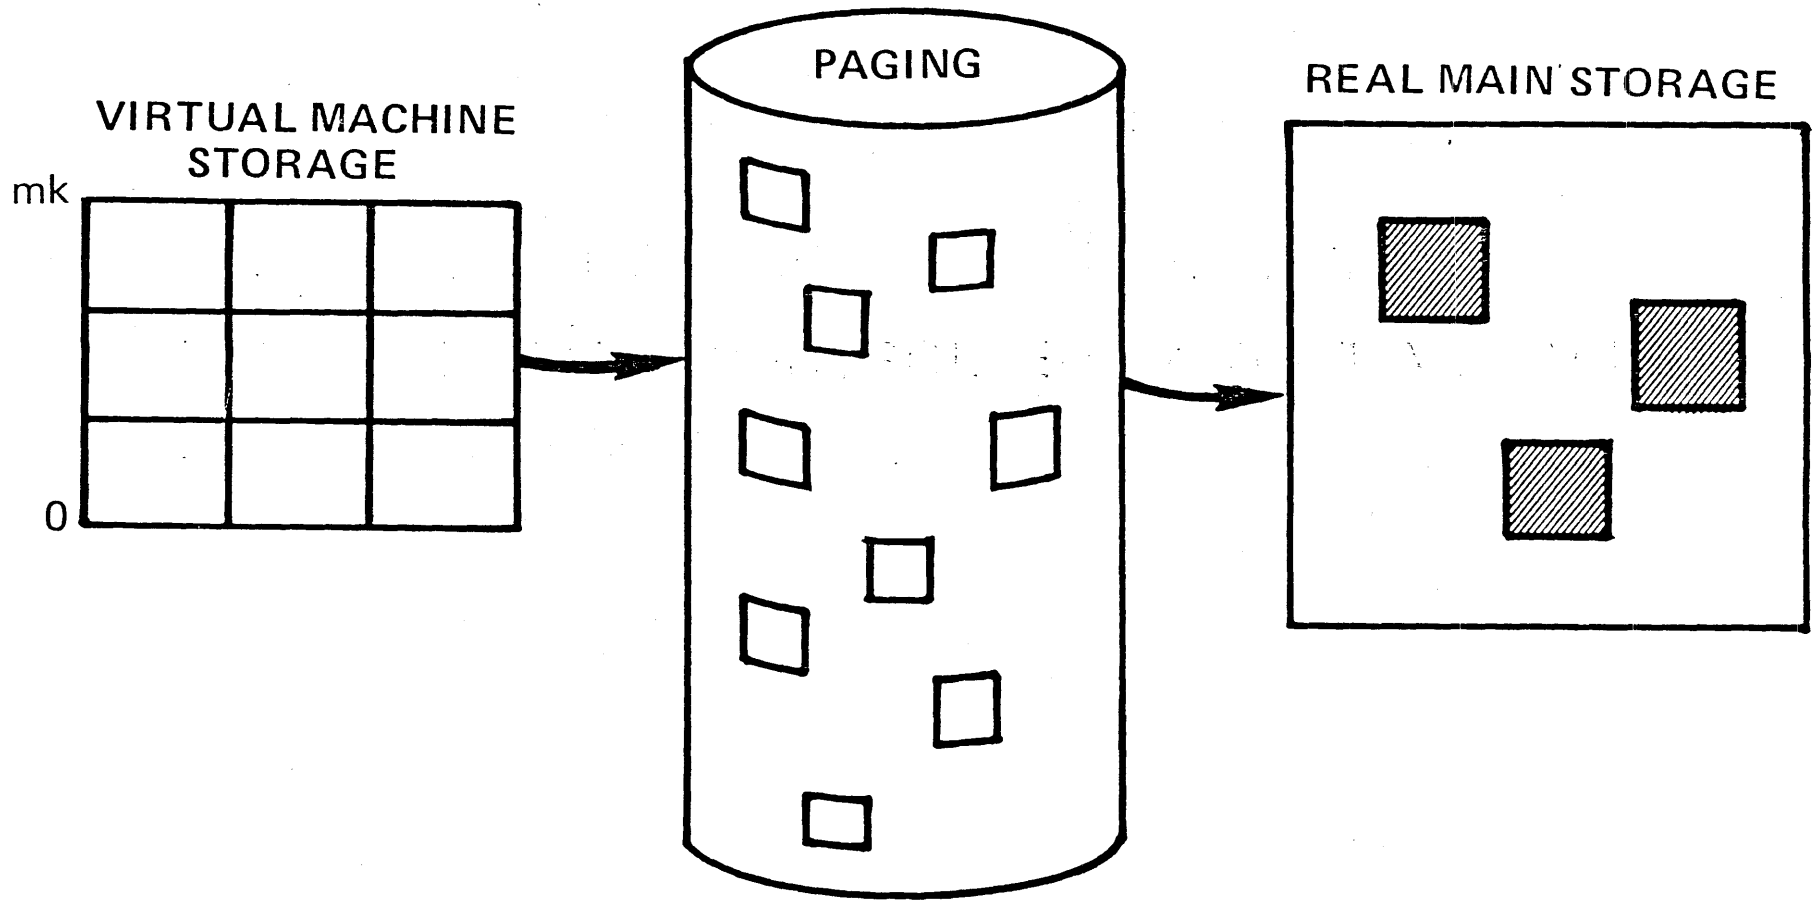 VIRTUAL MACHINE
STORAGE
mk
0
PAGING
REAL MAIN STORAGE